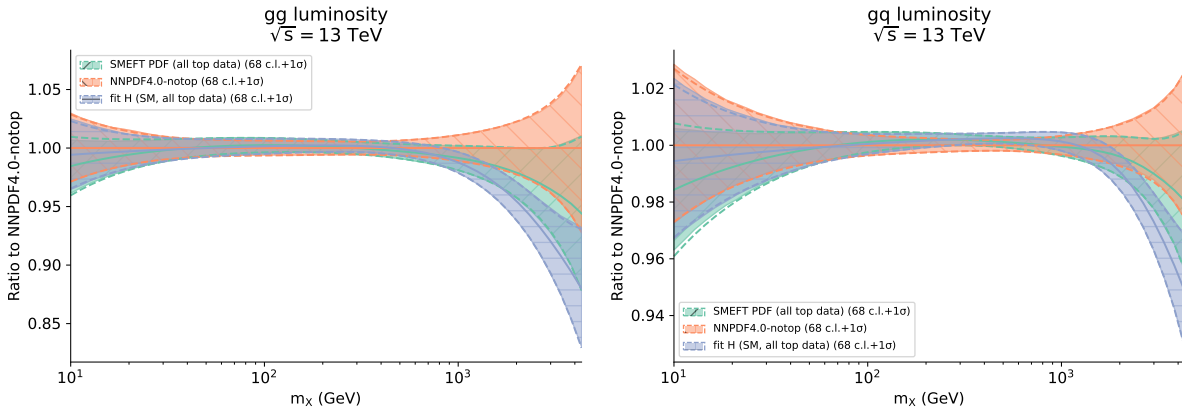 gg luminosity
√s = 13 TeV
Ratio to NNPDF4.0-notop
1.05
1.00
0.95
0.90
0.85
SMEFT PDF (all top data) (68 c.l.+1σ)
NNPDF4.0-notop (68 c.l.+1σ)
fit H (SM, all top data) (68 c.l.+1σ)
10¹ 10² 10³
m_X (GeV)
gq luminosity
√s = 13 TeV
Ratio to NNPDF4.0-notop
1.02
1.00
0.98
0.96
0.94
SMEFT PDF (all top data) (68 c.l.+1σ)
NNPDF4.0-notop (68 c.l.+1σ)
fit H (SM, all top data) (68 c.l.+1σ)
10¹ 10² 10³
m_X (GeV)